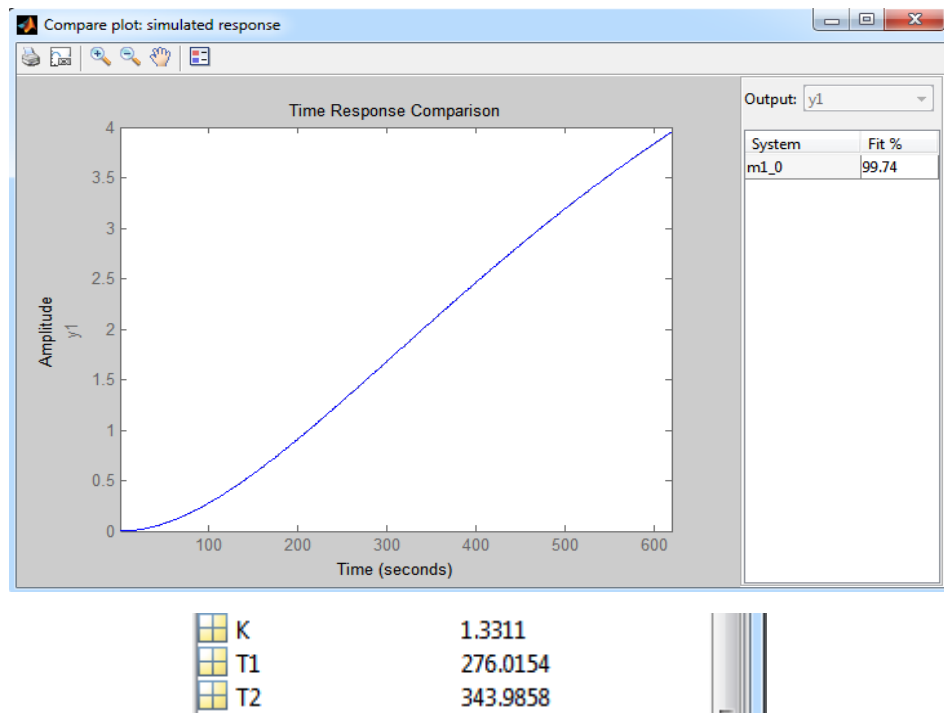 Compare plot: simulated response
Time Response Comparison
Amplitude
y1
4
3.5
3
2.5
2
1.5
1
0.5
0
100 200 300 400 500 600
Time (seconds)
Output: y1
System Fit %
m1_0 99.74
K 1.3311
T1 276.0154
T2 343.9858